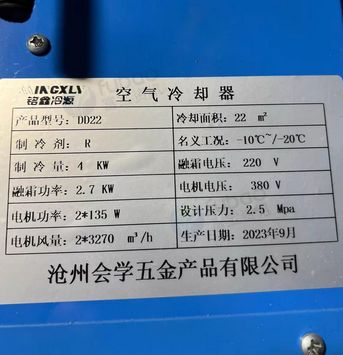 MINGXLI
铭鑫冷源 空气冷却器
产品型号: DD22 冷却面积: 22 m²
制冷剂: R 名义工况: -10℃~/-20℃
制冷量: 4 KW 融霜电压: 220 V
融霜功率: 2.7 KW 电机电压: 380 V
电机功率: 2*135 W 设计压力: 2.5 Mpa
电机风量: 2*3270 m³/h 生产日期: 2023年9月
沧州会学五金产品有限公司